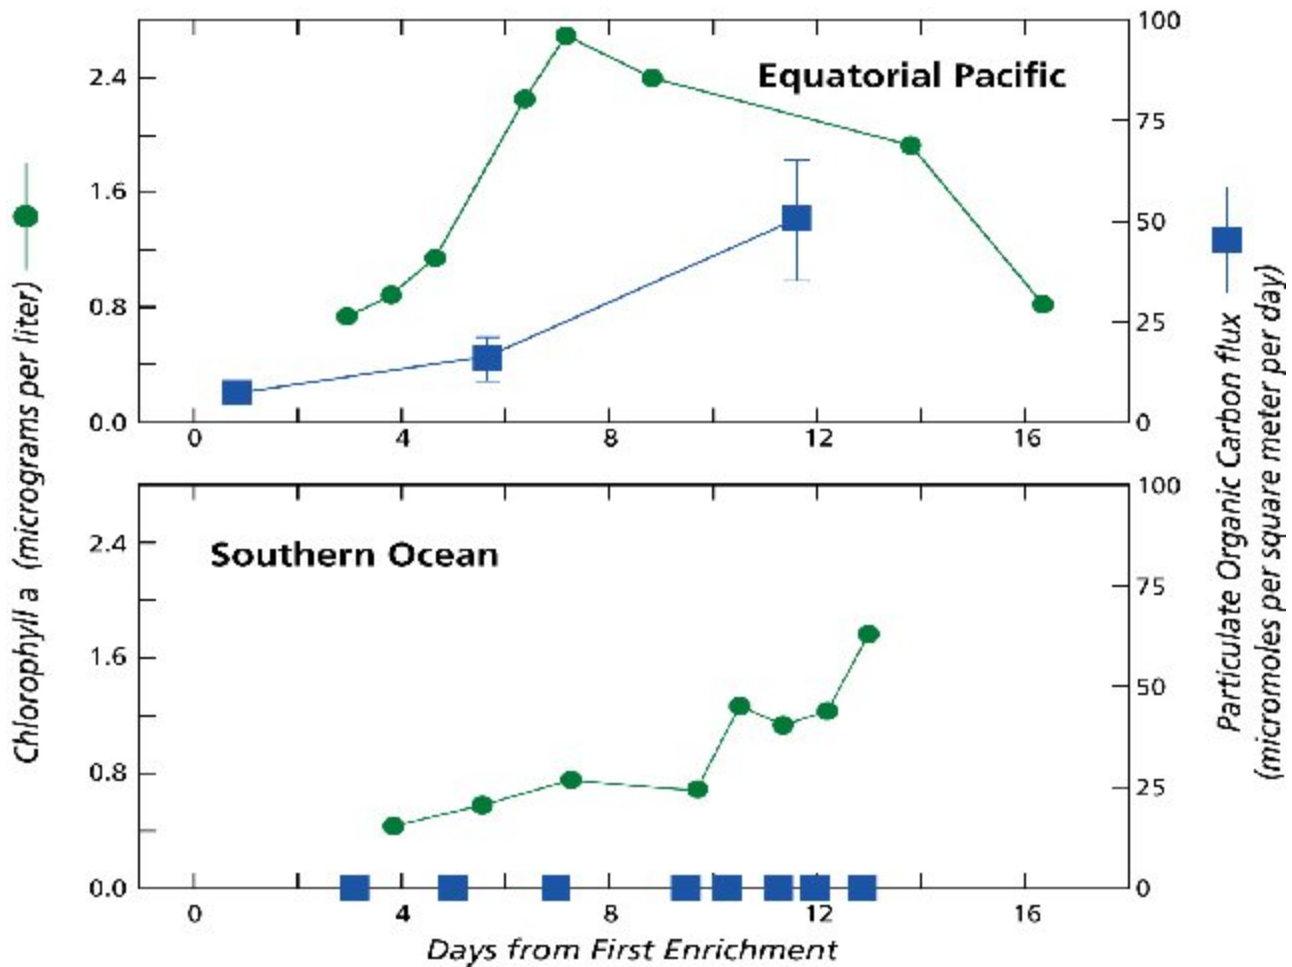 Chlorophyll a (micrograms per liter)
Equatorial Pacific
2.4
1.6
0.8
0.0
100
75
50
25
0
0 4 8 12 16
Southern Ocean
2.4
1.6
0.8
0.0
100
75
50
25
0
0 4 8 12 16
Days from First Enrichment
Particulate Organic Carbon flux
(micromoles per square meter per day)